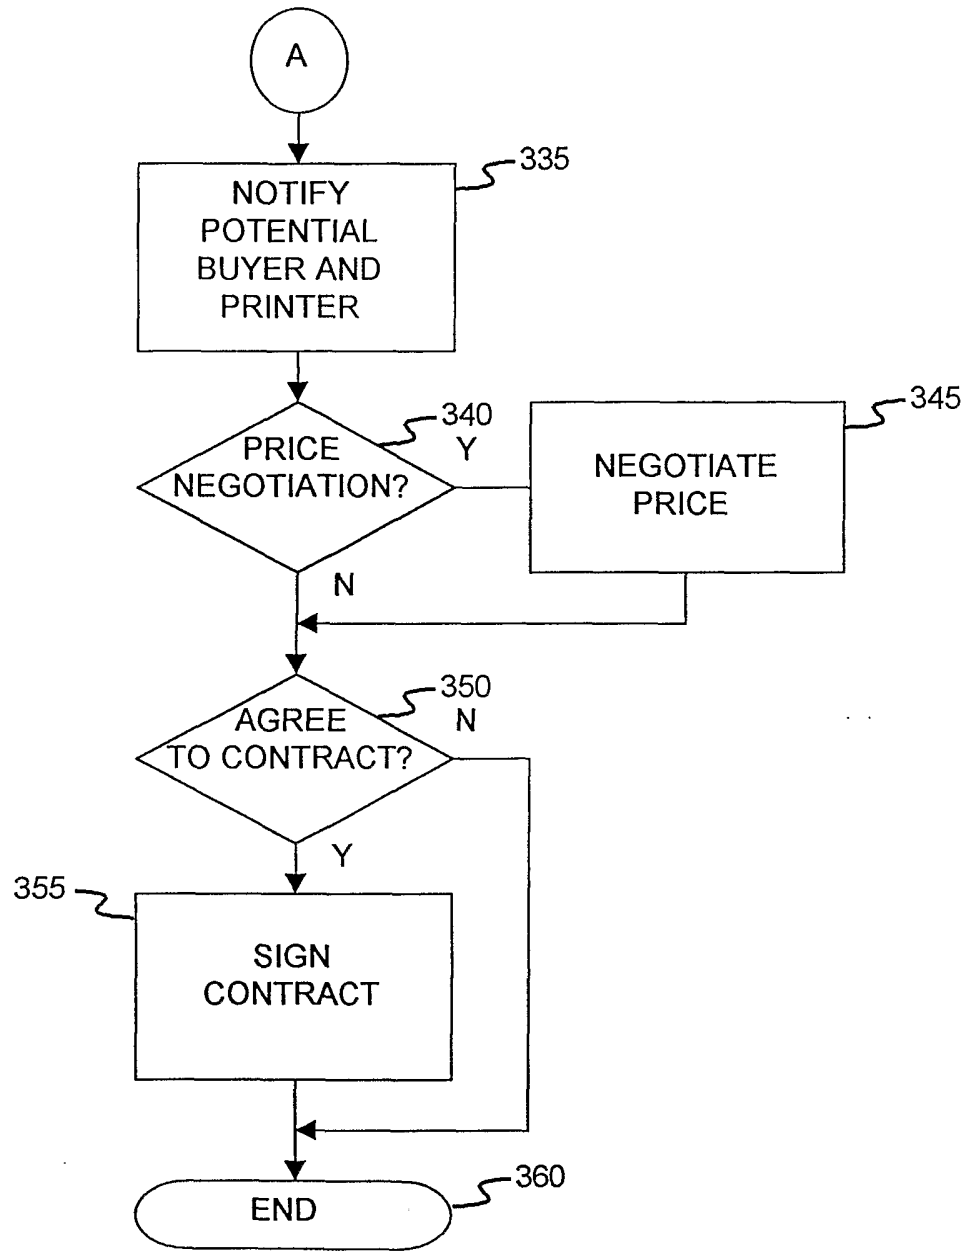 A
335
NOTIFY
POTENTIAL
BUYER AND
PRINTER
340
PRICE
NEGOTIATION?
Y
345
NEGOTIATE
PRICE
N
350
AGREE
TO CONTRACT?
N
Y
355
SIGN
CONTRACT
360
END